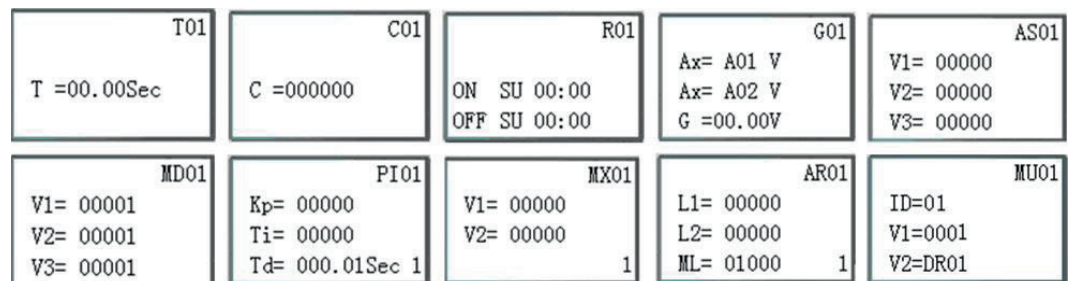 T01
T =00.00Sec
C01
C =000000
R01
ON SU 00:00
OFF SU 00:00
G01
Ax= A01 V
Ax= A02 V
G =00.00V
AS01
V1= 00000
V2= 00000
V3= 00000
MD01
V1= 00001
V2= 00001
V3= 00001
PI01
Kp= 00000
Ti= 00000
Td= 000.01Sec 1
MX01
V1= 00000
V2= 00000
1
AR01
L1= 00000
L2= 00000
ML= 01000 1
MU01
ID=01
V1=0001
V2=DR01